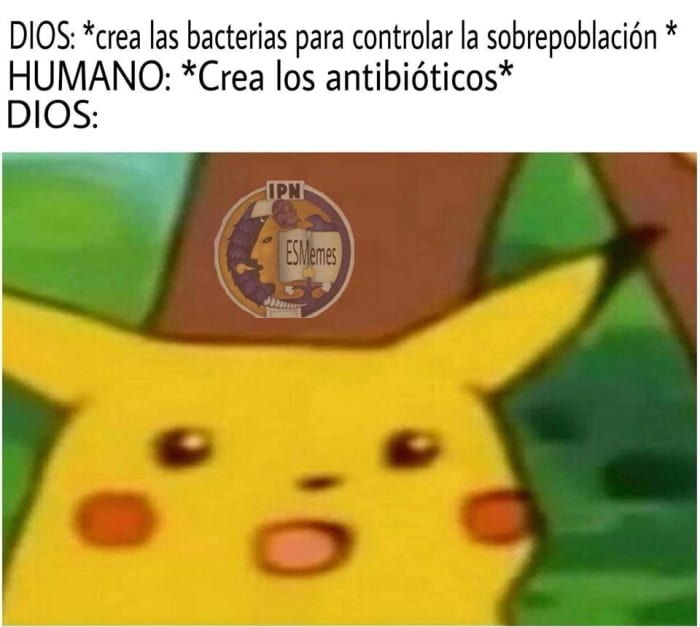 DIOS: *crea las bacterias para controlar la sobrepoblación *
HUMANO: *Crea los antibióticos*
DIOS:
IPN
ESMemes